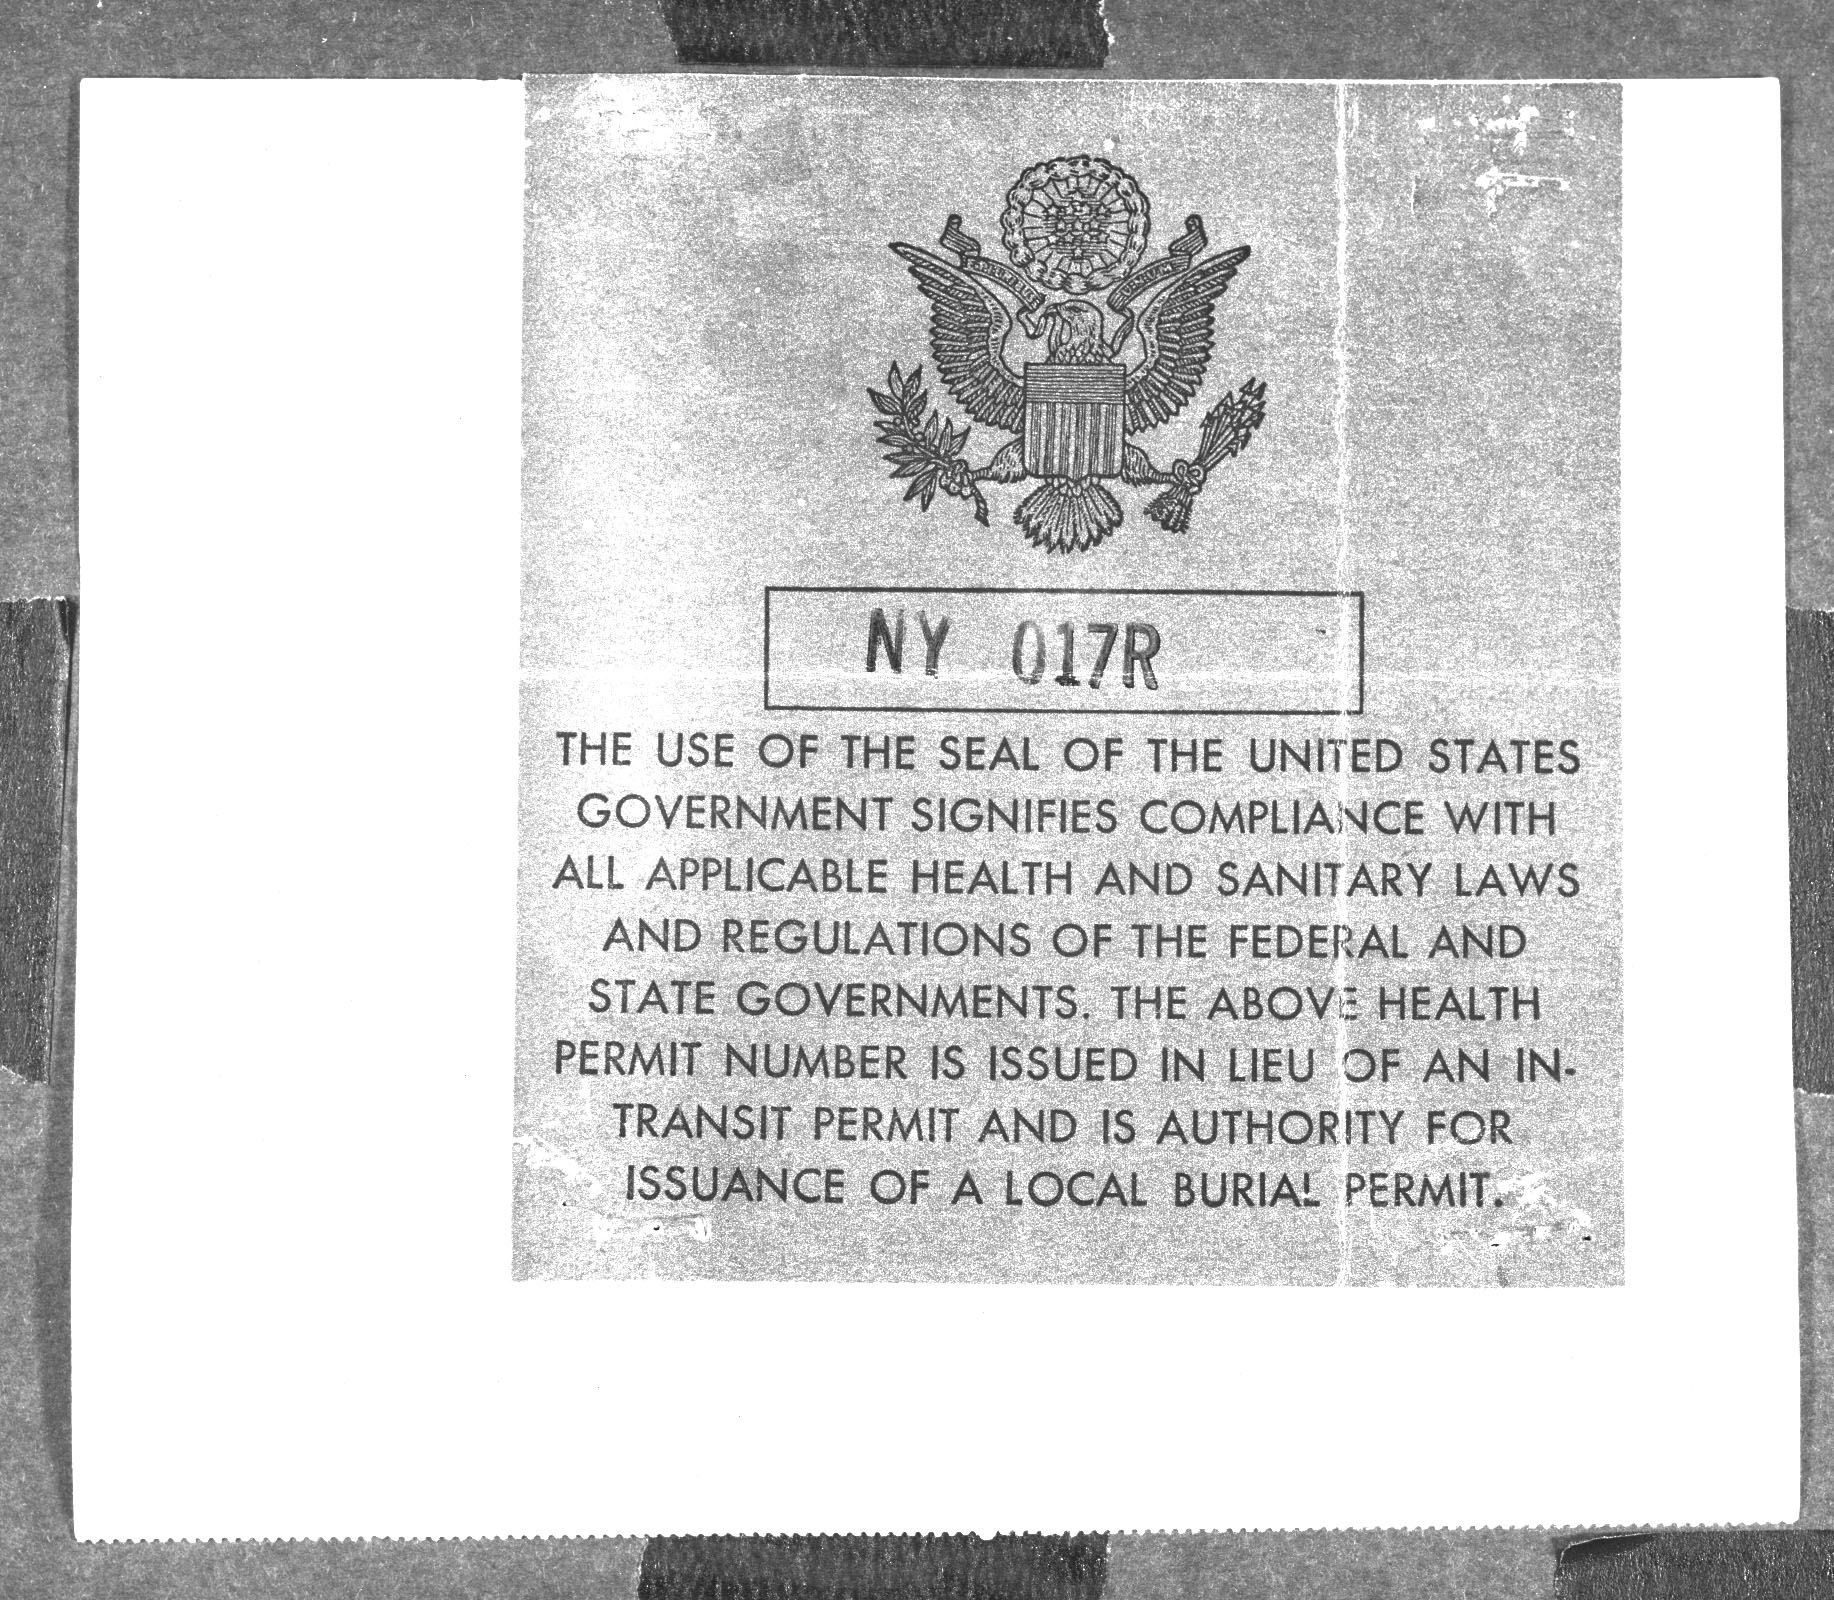 NY 017R
THE USE OF THE SEAL OF THE UNITED STATES
GOVERNMENT SIGNIFIES COMPLIANCE WITH
ALL APPLICABLE HEALTH AND SANITARY LAWS
AND REGULATIONS OF THE FEDERAL AND
STATE GOVERNMENTS. THE ABOVE HEALTH
PERMIT NUMBER IS ISSUED IN LIEU OF AN IN-
TRANSIT PERMIT AND IS AUTHORITY FOR
ISSUANCE OF A LOCAL BURIAL PERMIT.